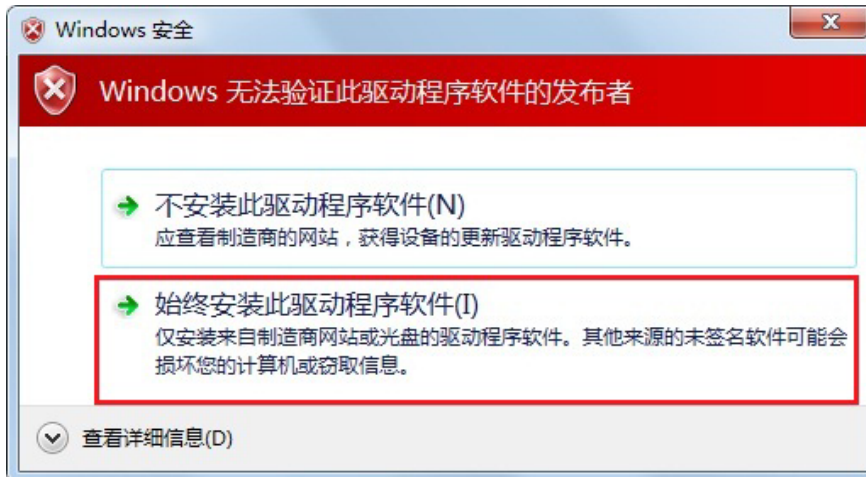 Windows 安全
Windows 无法验证此驱动程序软件的发布者
不安装此驱动程序软件(N)
应查看制造商的网站，获得设备的更新驱动程序软件。
始终安装此驱动程序软件(I)
仅安装来自制造商网站或光盘的驱动程序软件。其他来源的未签名软件可能会
损坏您的计算机或窃取信息。
查看详细信息(D)